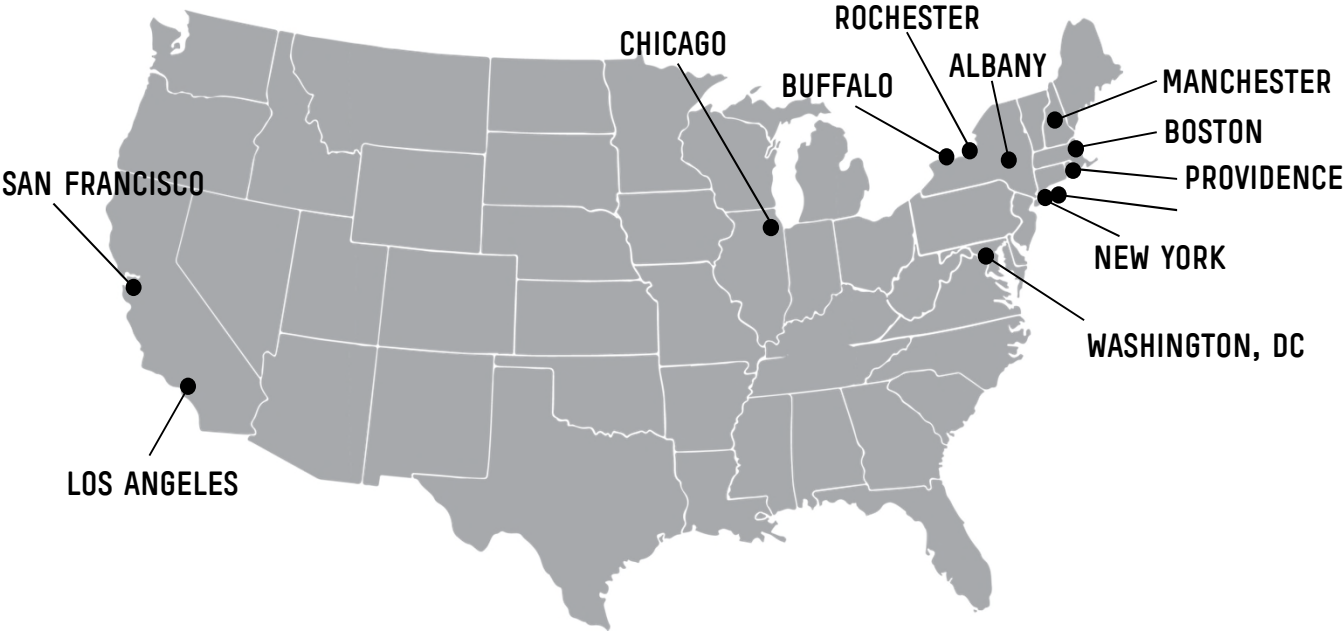 ROCHESTER
CHICAGO
ALBANY
BUFFALO
MANCHESTER
BOSTON
SAN FRANCISCO
PROVIDENCE
NEW YORK
WASHINGTON, DC
LOS ANGELES